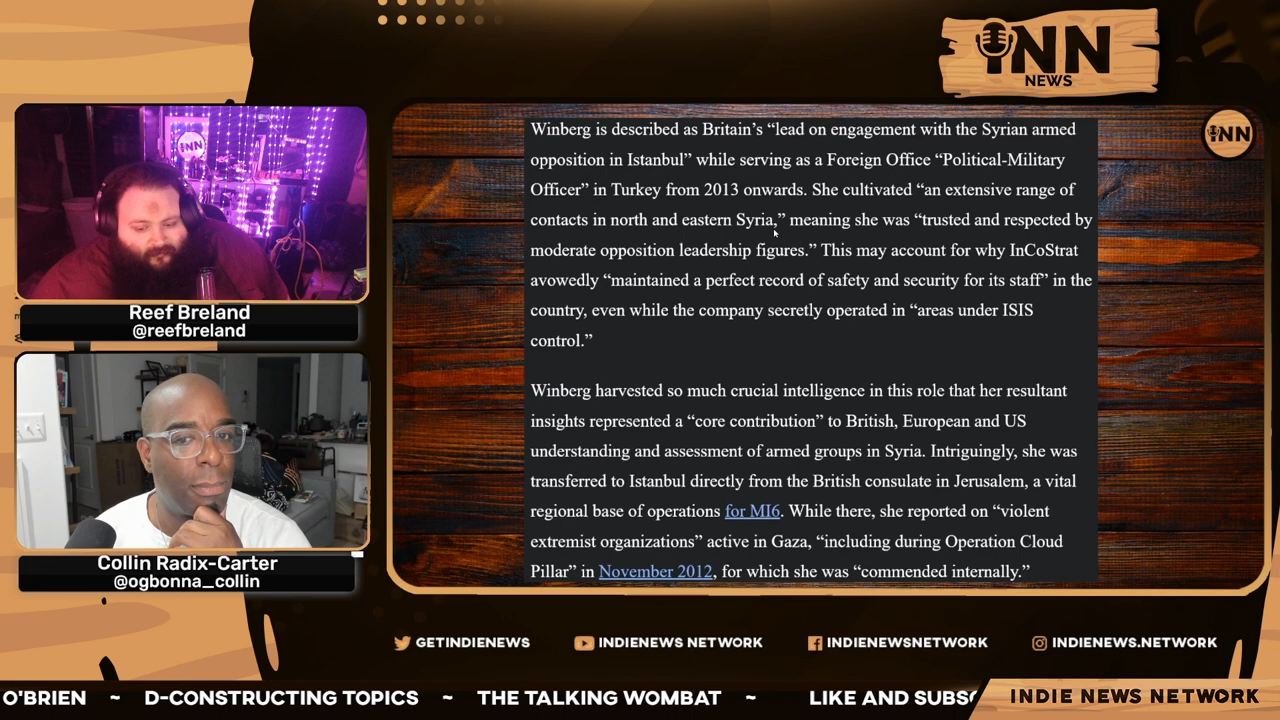 INN
NEWS
INN
INN
Reef Breland
@reefbreland
Collin Radix-Carter
@ogbonna_collin
Winberg is described as Britain’s “lead on engagement with the Syrian armed
opposition in Istanbul” while serving as a Foreign Office “Political-Military
Officer” in Turkey from 2013 onwards. She cultivated “an extensive range of
contacts in north and eastern Syria,” meaning she was “trusted and respected by
moderate opposition leadership figures.” This may account for why InCoStrat
avowedly “maintained a perfect record of safety and security for its staff” in the
country, even while the company secretly operated in “areas under ISIS
control.”
Winberg harvested so much crucial intelligence in this role that her resultant
insights represented a “core contribution” to British, European and US
understanding and assessment of armed groups in Syria. Intriguingly, she was
transferred to Istanbul directly from the British consulate in Jerusalem, a vital
regional base of operations for MI6. While there, she reported on “violent
extremist organizations” active in Gaza, “including during Operation Cloud
Pillar” in November 2012, for which she was “commended internally.”
GETINDIENEWS
INDIENEWS NETWORK
INDIENEWSNETWORK
INDIENEWS.NETWORK
O'BRIEN ~ D-CONSTRUCTING TOPICS ~ THE TALKING WOMBAT ~ LIKE AND SUBSC
INDIE NEWS NETWORK